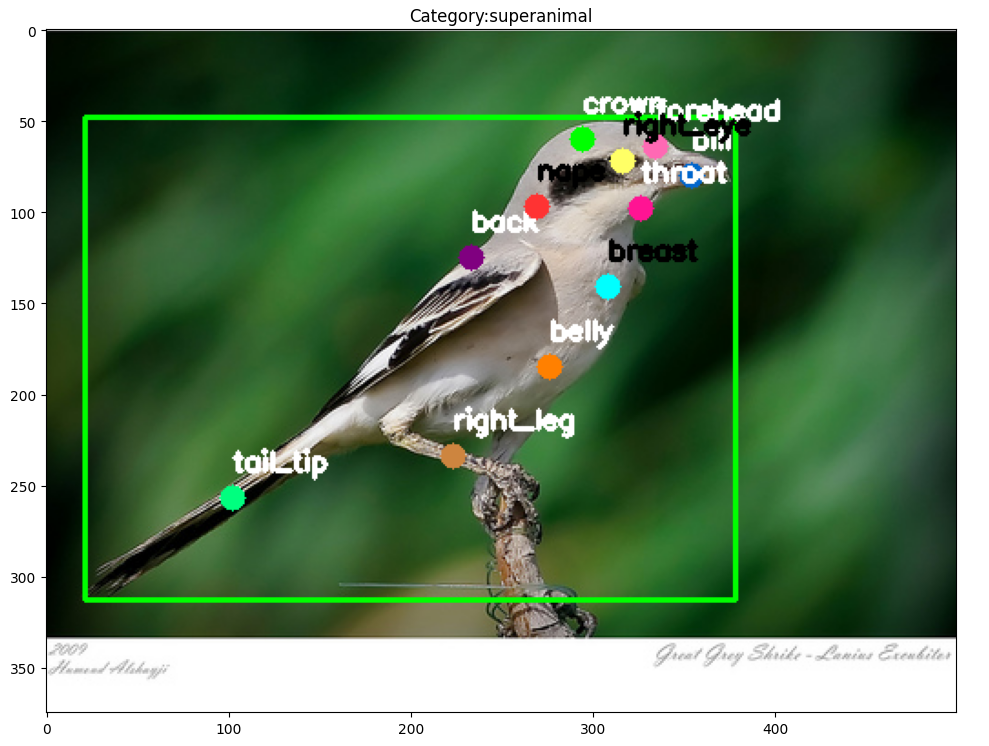 Category:superanimal
crown
forehead
right_eye
bill
nape
throat
back
breast
belly
right_leg
tail_tip
0
50
100
150
200
250
300
350
0
100
200
300
400
2009
Humoud Alshayji
Great Grey Shrike - Lanius Excubitor